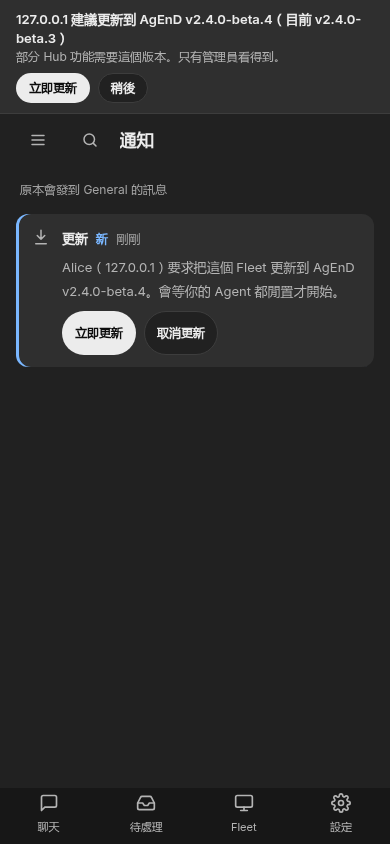 127.0.0.1 建議更新到 AgEnD v2.4.0-beta.4（目前 v2.4.0-
beta.3）
部分 Hub 功能需要這個版本。只有管理員看得到。
立即更新 稍後
通知
原本會發到 General 的訊息
更新 新 剛剛
Alice（127.0.0.1）要求把這個 Fleet 更新到 AgEnD
v2.4.0-beta.4。會等你的 Agent 都閒置才開始。
立即更新 取消更新
聊天 待處理 Fleet 設定